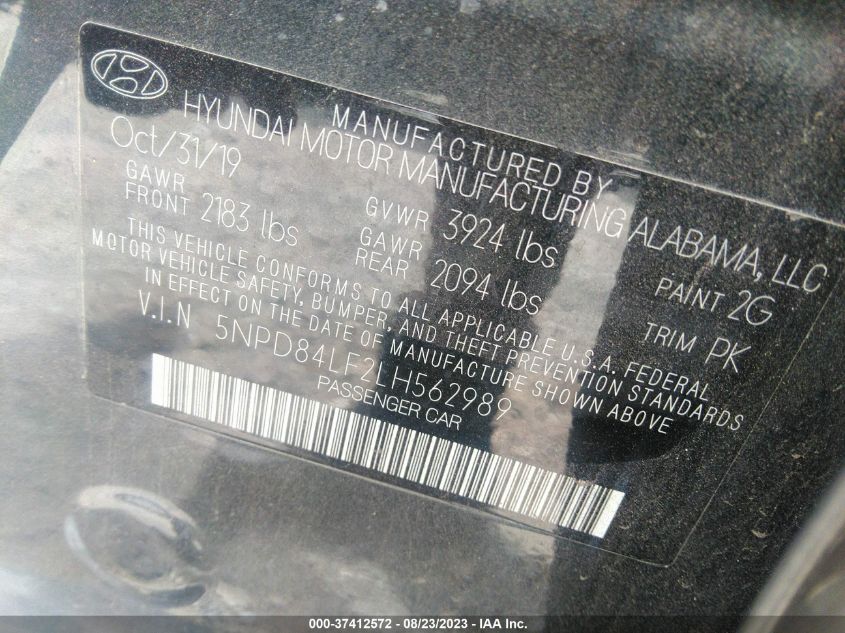 MANUFACTURED BY
HYUNDAI MOTOR MANUFACTURING ALABAMA, LLC
Oct/31/19
GVWR 3924 lbs
PAINT 2G
GAWR FRONT 2183 lbs
GAWR REAR 2094 lbs
TRIM PK
THIS VEHICLE CONFORMS TO ALL APPLICABLE U.S.A. FEDERAL
MOTOR VEHICLE SAFETY, BUMPER, AND THEFT PREVENTION STANDARDS
IN EFFECT ON THE DATE OF MANUFACTURE SHOWN ABOVE
V.I.N 5NPD84LF2LH562989
PASSENGER CAR
000-37412572 - 08/23/2023 - IAA Inc.